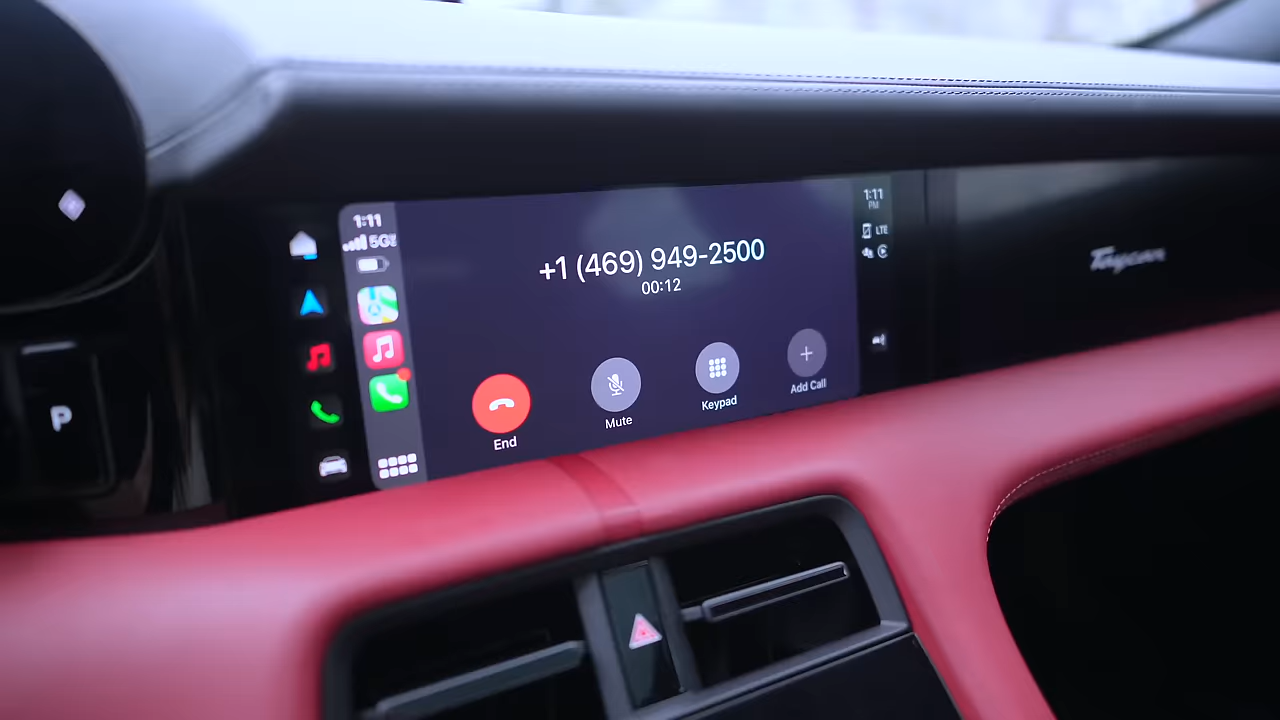 P
1:11
5G
+1 (469) 949-2500
00:12
End
Mute
Keypad
Add Call
1:11
PM
LTE
Taycan